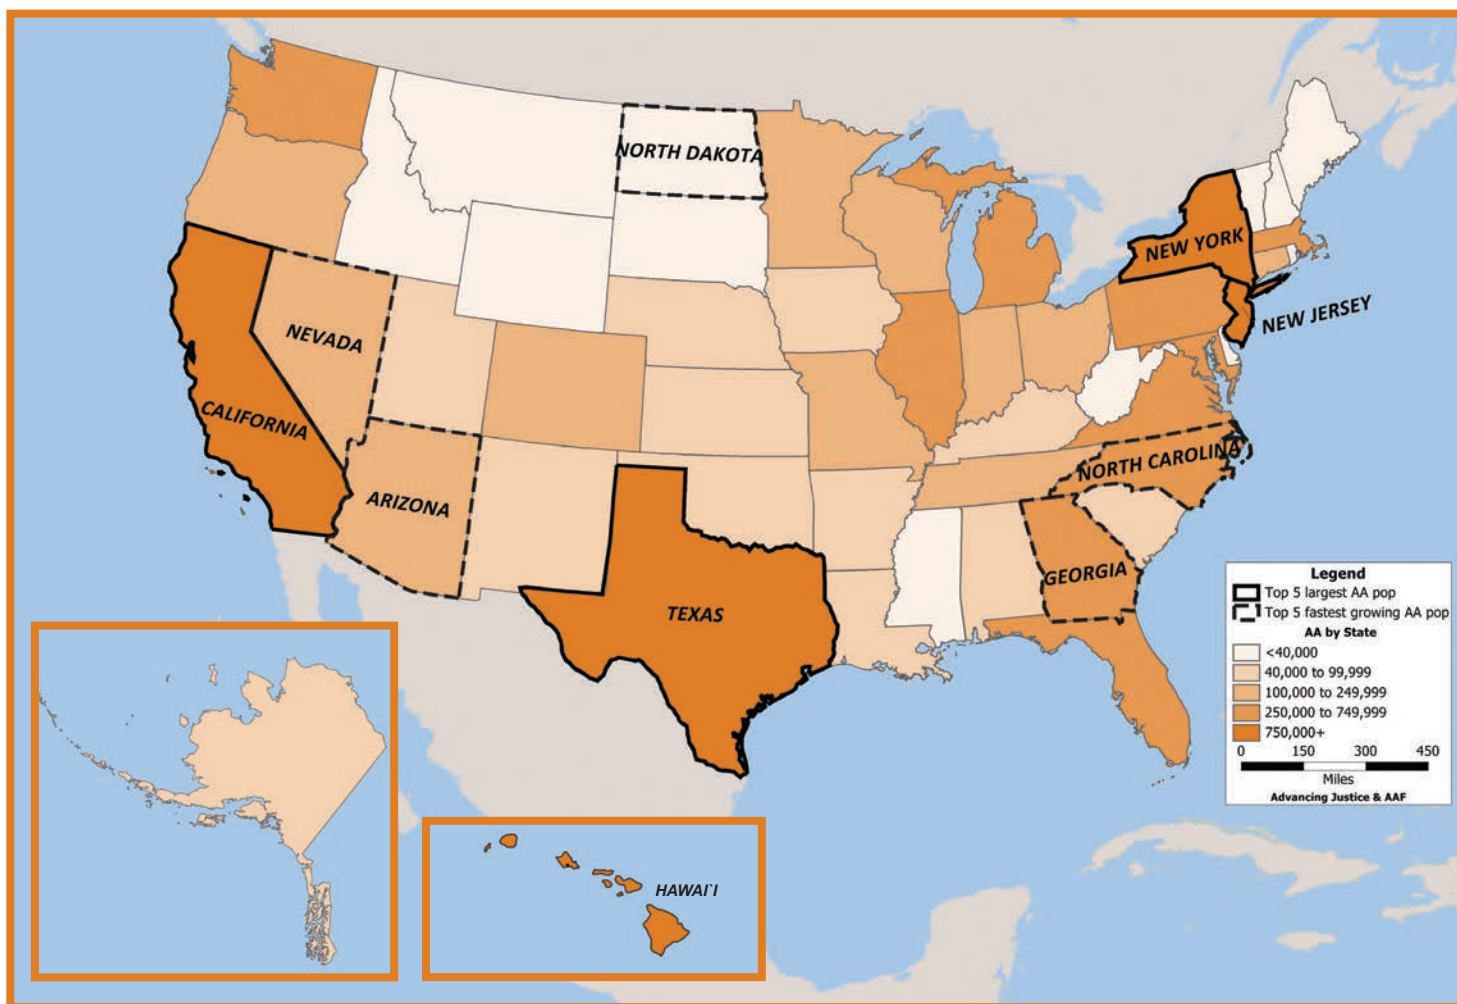 NORTH DAKOTA
NEW YORK
NEW JERSEY
NEVADA
CALIFORNIA
NORTH CAROLINA
ARIZONA
GEORGIA
TEXAS
HAWAI`I
Legend
Top 5 largest AA pop
Top 5 fastest growing AA pop
AA by State
<40,000
40,000 to 99,999
100,000 to 249,999
250,000 to 749,999
750,000+
0 150 300 450
Miles
Advancing Justice & AAF